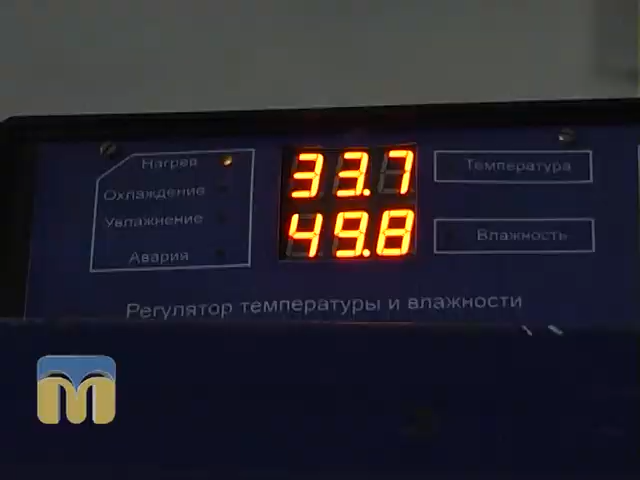 Нагрев
Охлаждение
Увлажнение
Авария
33.7
49.8
Температура
Влажность
Регулятор температуры и влажности
M